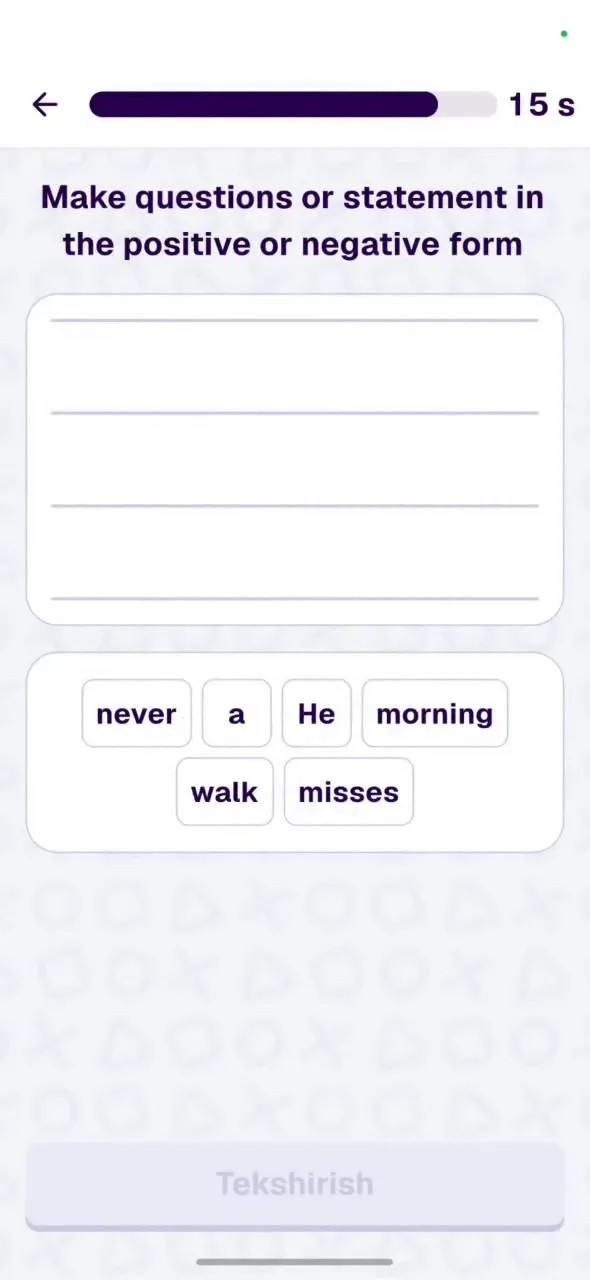 15 s
Make questions or statement in
the positive or negative form
never a He morning
walk misses
Tekshirish